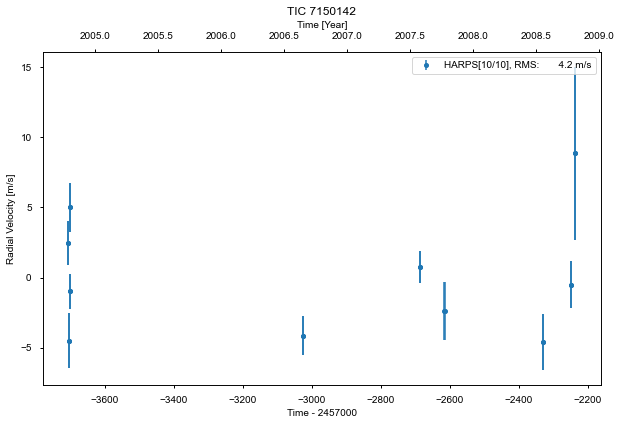 TIC 7150142
Time [Year]
2005.0 2005.5 2006.0 2006.5 2007.0 2007.5 2008.0 2008.5 2009.0
HARPS[10/10], RMS: 4.2 m/s
15
10
5
0
−5
Radial Velocity [m/s]
−3600 −3400 −3200 −3000 −2800 −2600 −2400 −2200
Time - 2457000